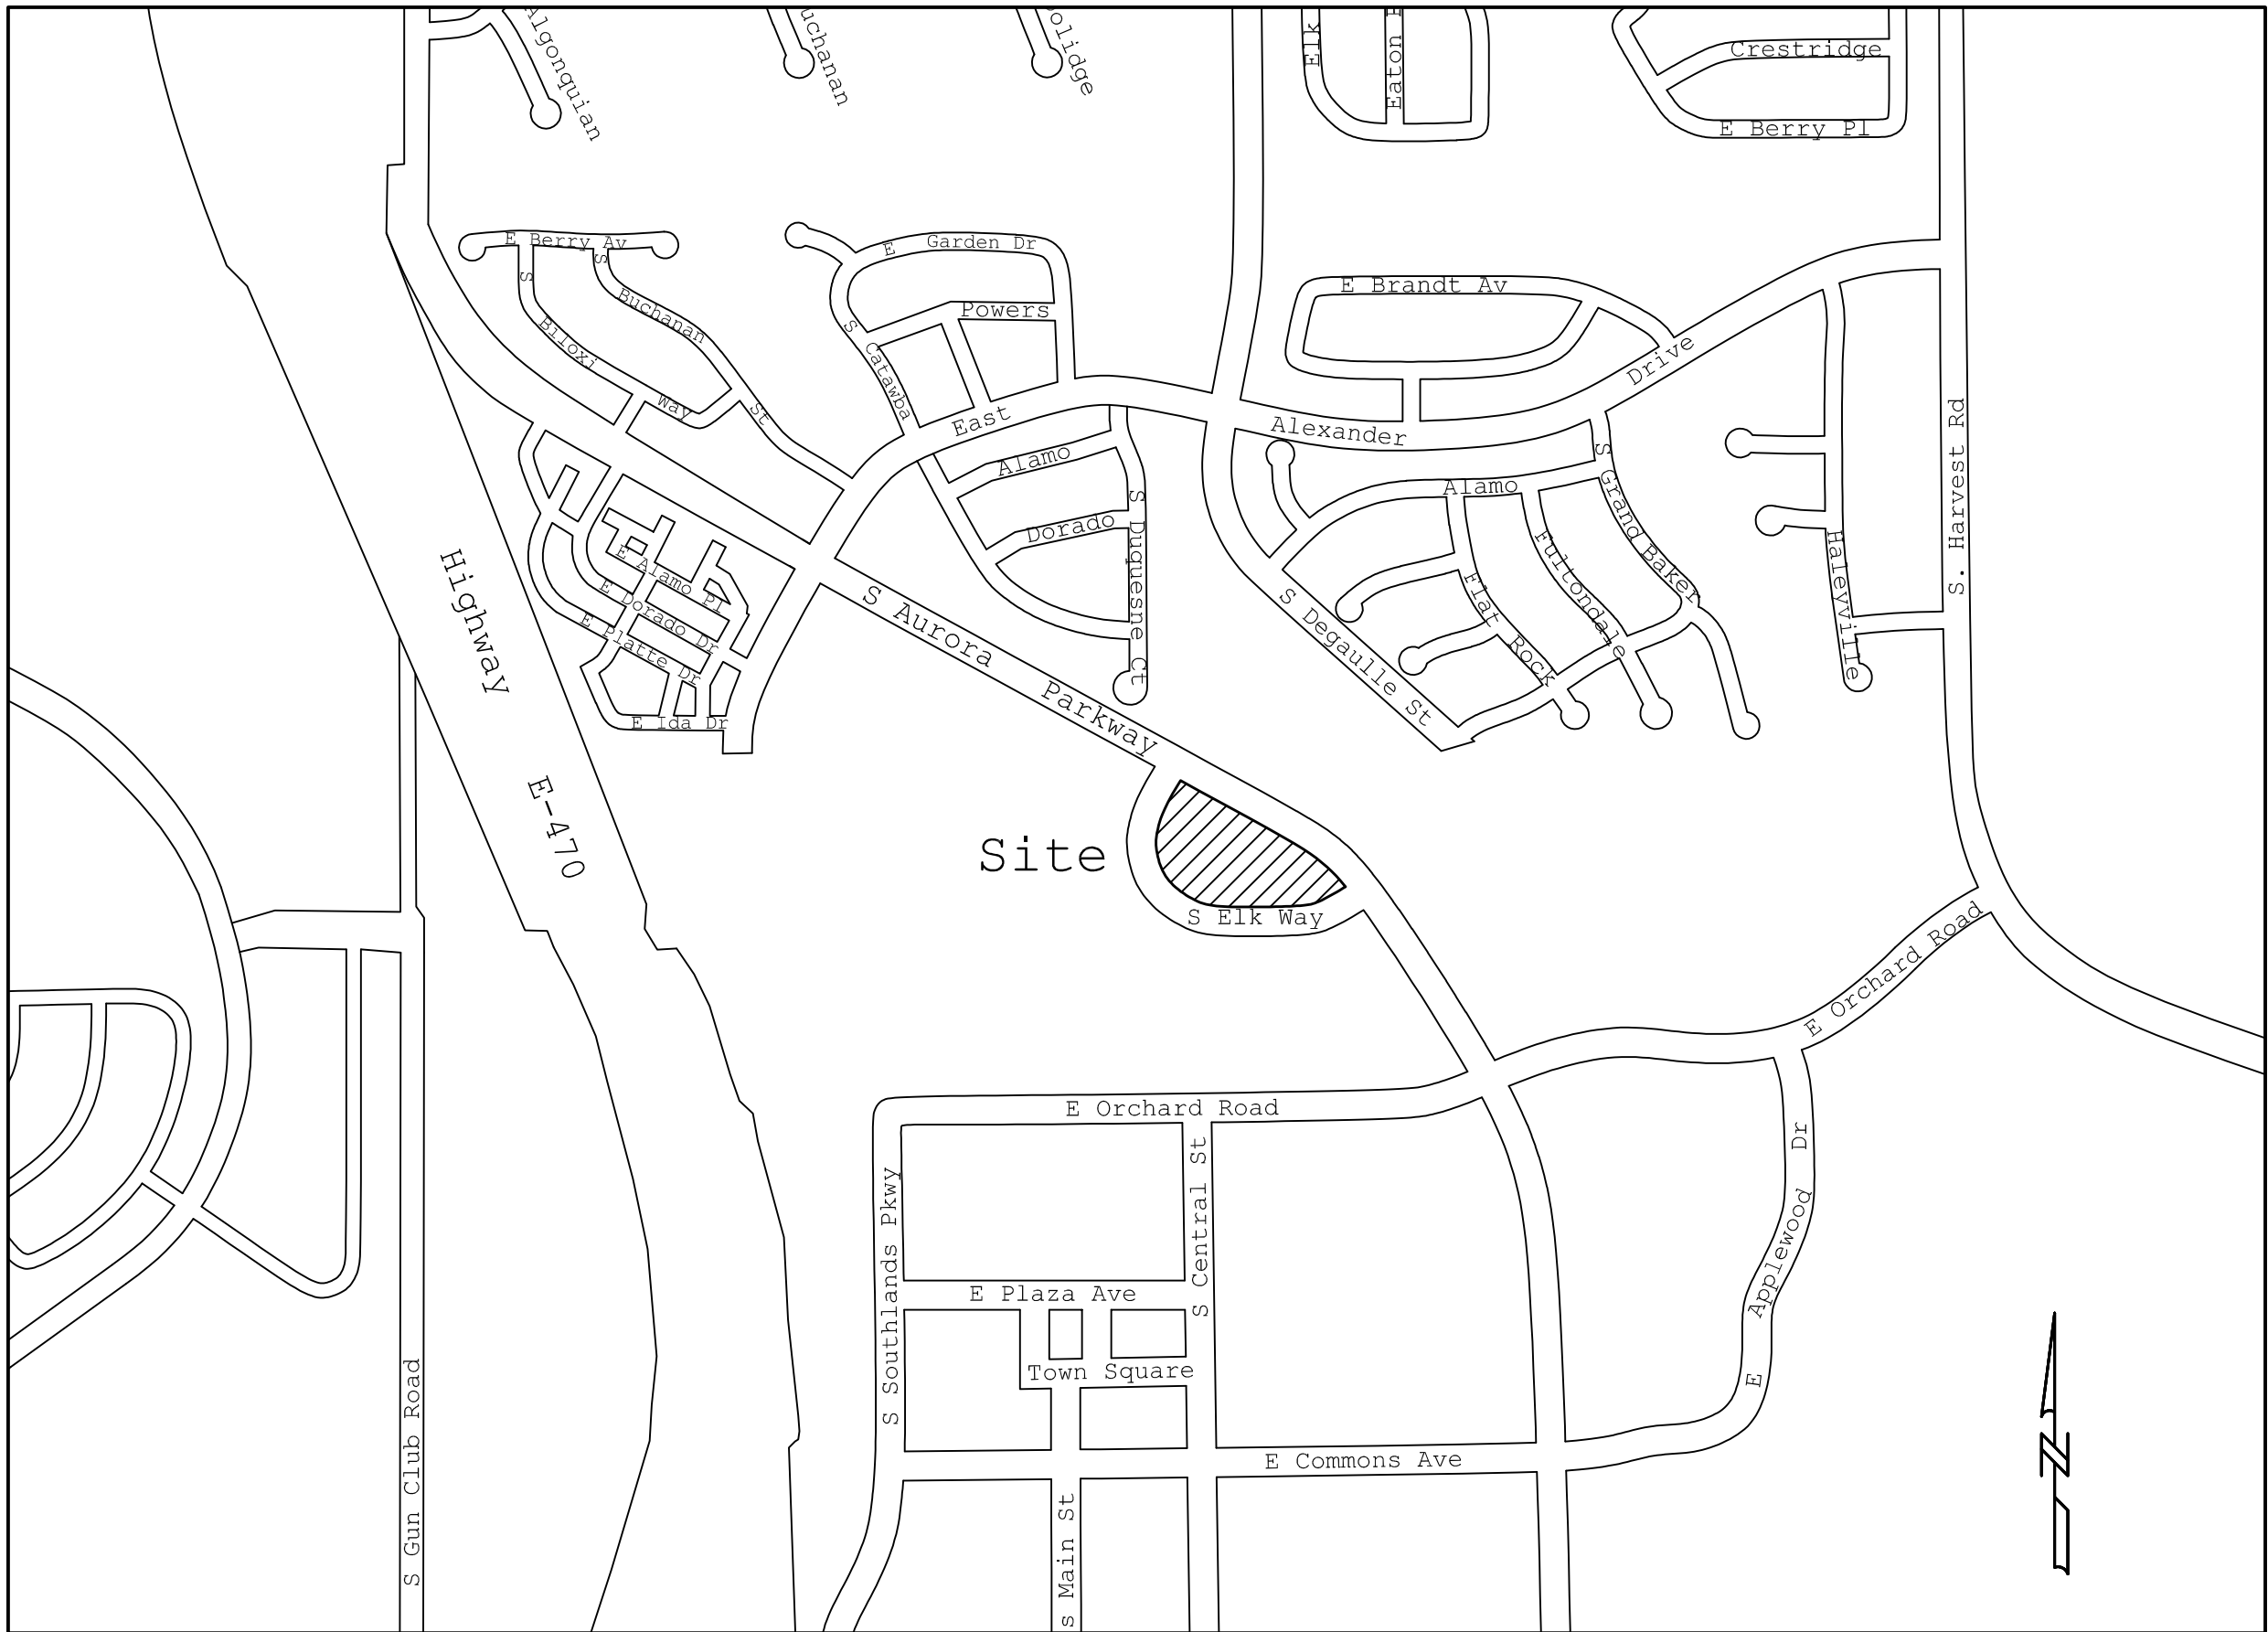 Algonquian
uchanan
olidge
Elk
Eaton
Crestridge
E Berry Pl
E Berry Av
S
Biloxi
Way
S
Buchanan
St
E Garden Dr
Powers
S Catawba
E Brandt Av
East
Alexander
Drive
Alamo
Dorado
S Duquesne Ct
Alamo
S Grand Baker
Fultondale
Flat Rock
S Degaulle St
Haleyville
S. Harvest Rd
E Alamo Pl
E Dorado Dr
E Platte Dr
E Ida Dr
Highway
E-470
S Aurora
Parkway
Site
S Elk Way
E Orchard Road
E Orchard Road
S Southlands Pkwy
S Central St
E Plaza Ave
Town Square
E Applewood Dr
E Commons Ave
S Gun Club Road
S Main St
N